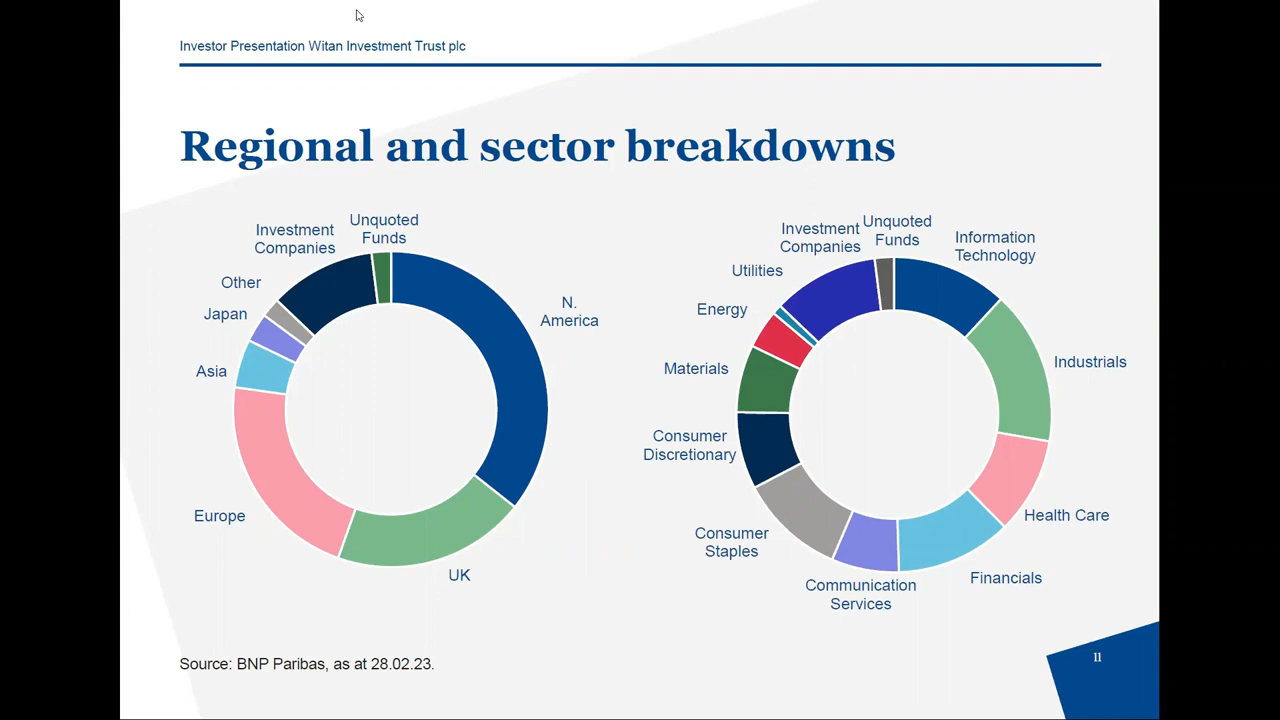 Investor Presentation Witan Investment Trust plc
Regional and sector breakdowns
Unquoted
Funds
Investment
Companies
Other
Japan
Asia
Europe
UK
N.
America
Unquoted
Funds
Investment
Companies
Utilities
Energy
Materials
Consumer
Discretionary
Consumer
Staples
Communication
Services
Financials
Health Care
Industrials
Information
Technology
Source: BNP Paribas, as at 28.02.23.
11